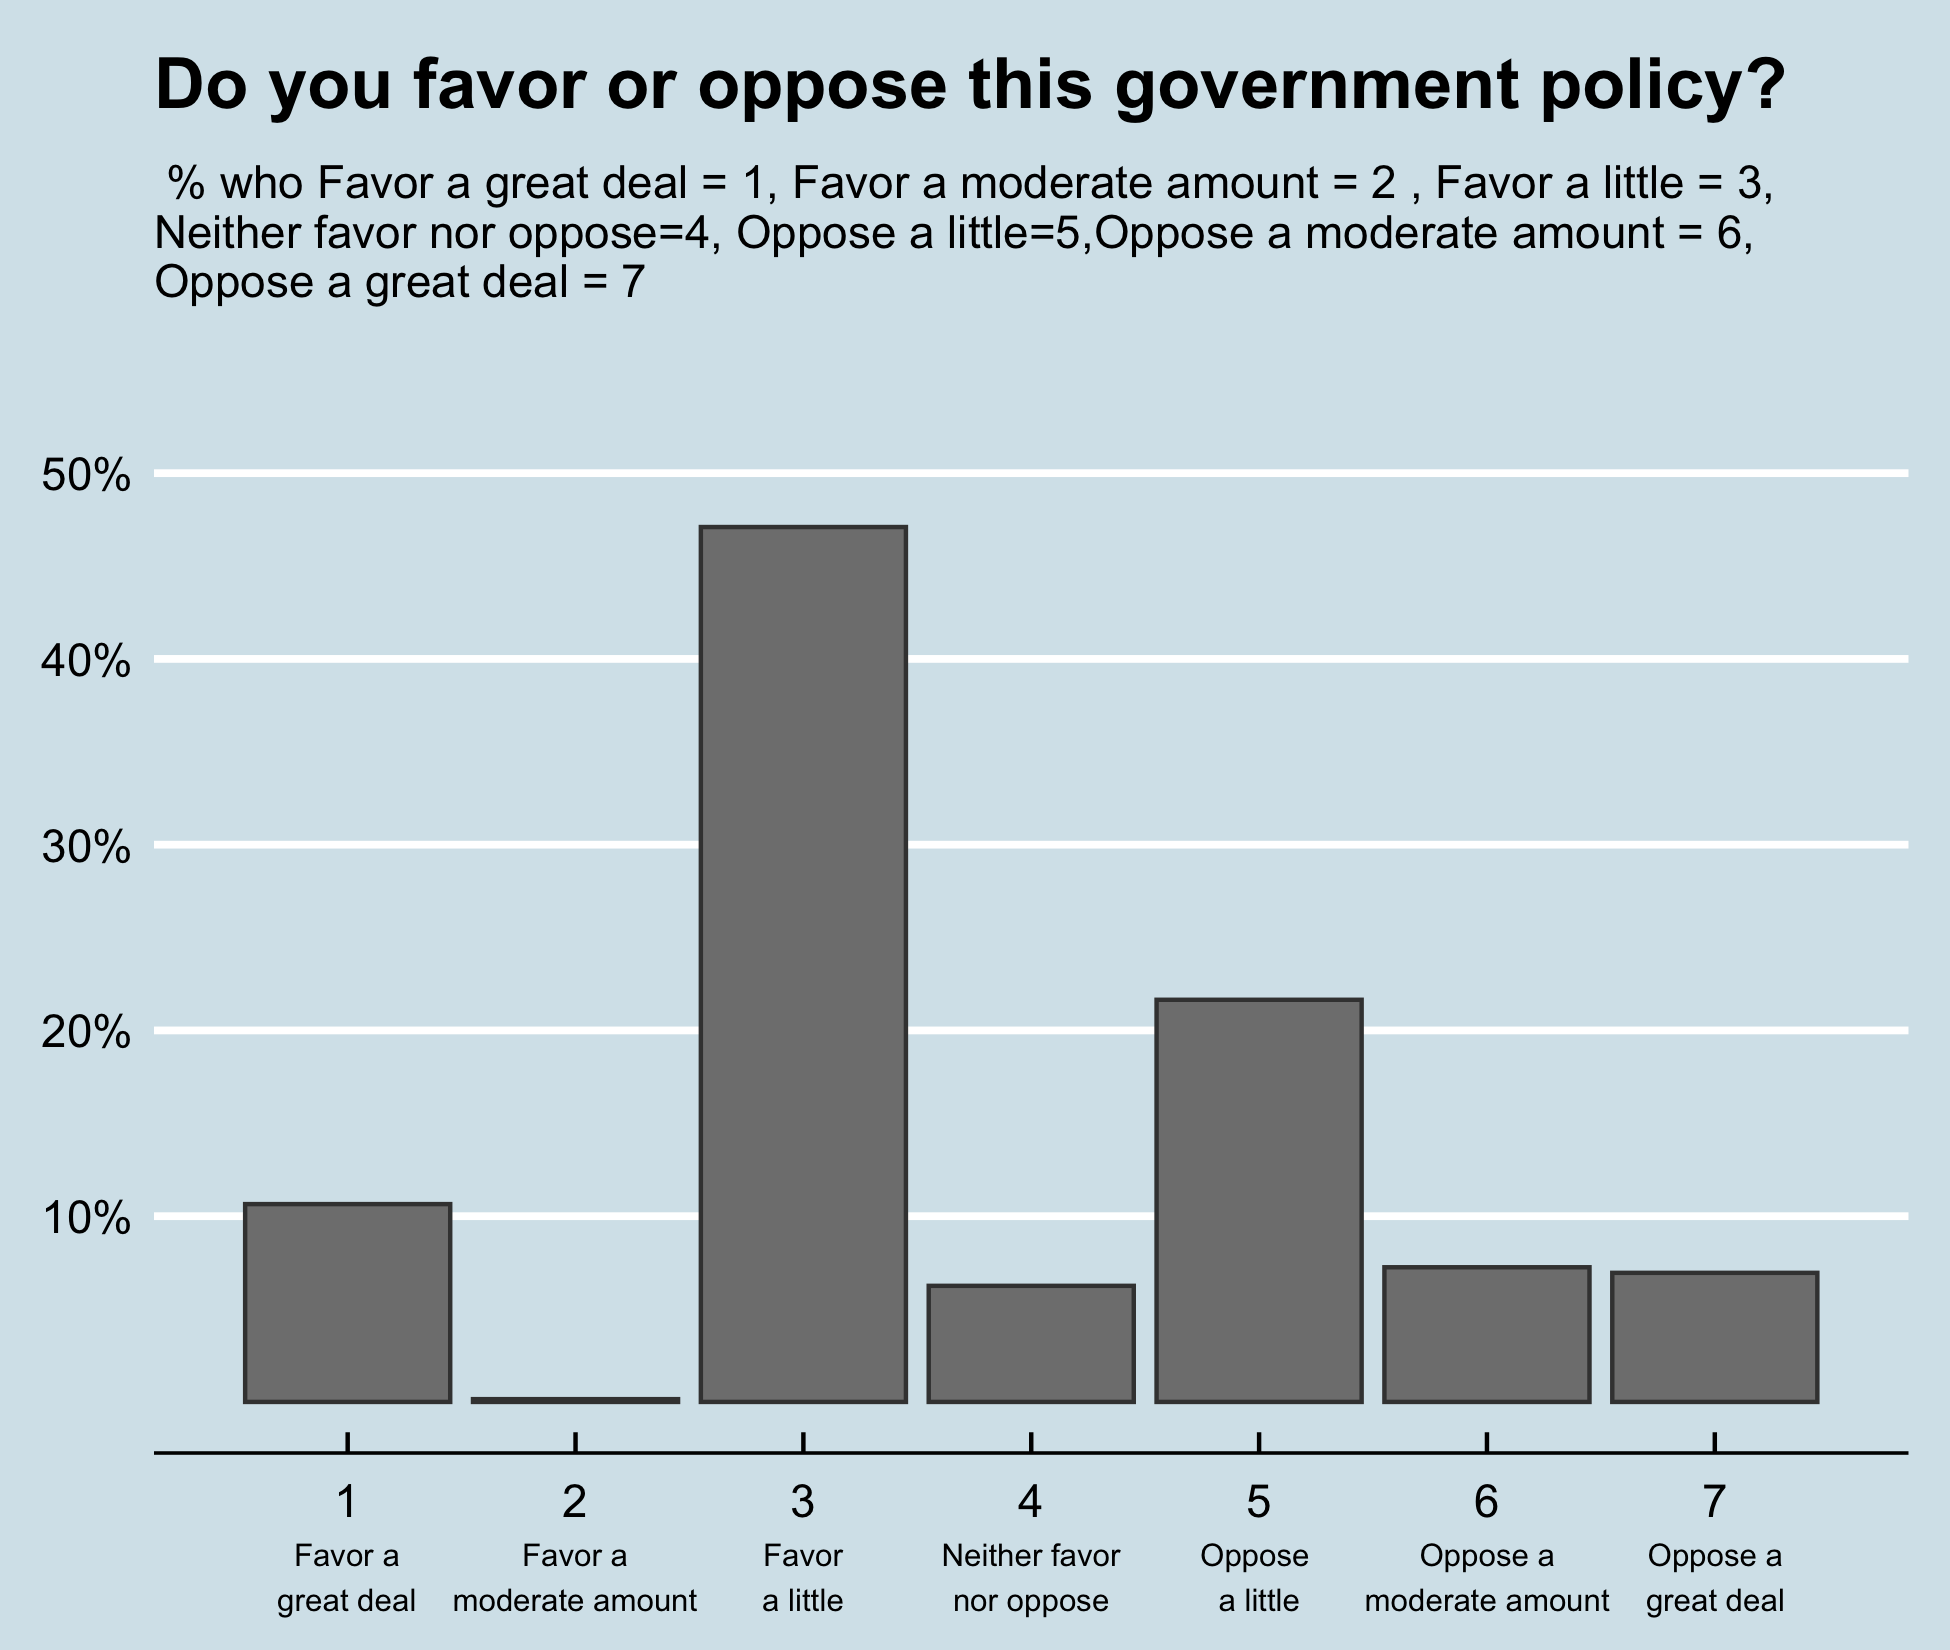 Do you favor or oppose this government policy?
% who Favor a great deal = 1, Favor a moderate amount = 2 , Favor a little = 3,
Neither favor nor oppose=4, Oppose a little=5,Oppose a moderate amount = 6,
Oppose a great deal = 7
50%
40%
30%
20%
10%
1
Favor a
great deal
2
Favor a
moderate amount
3
Favor
a little
4
Neither favor
nor oppose
5
Oppose
a little
6
Oppose a
moderate amount
7
Oppose a
great deal